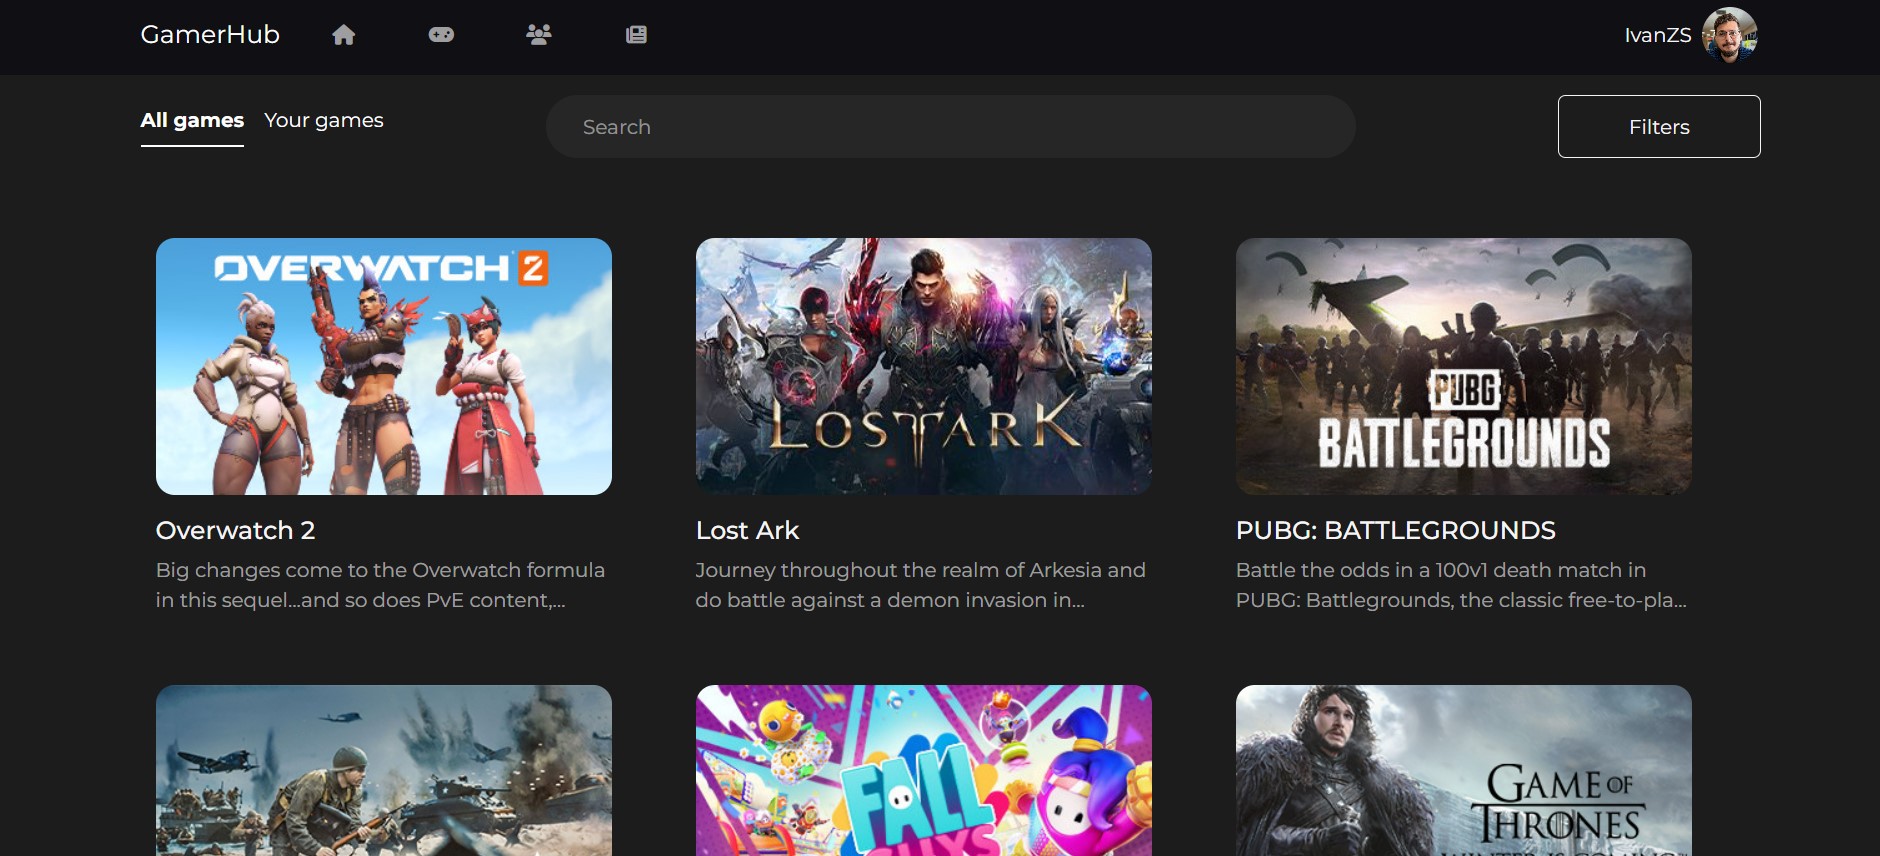 GamerHub
IvanZS
All games Your games
Search
Filters
OVERWATCH 2
LOST ARK
PUBG
BATTLEGROUNDS
Overwatch 2
Big changes come to the Overwatch formula
in this sequel...and so does PvE content,...
Lost Ark
Journey throughout the realm of Arkesia and
do battle against a demon invasion in...
PUBG: BATTLEGROUNDS
Battle the odds in a 100v1 death match in
PUBG: Battlegrounds, the classic free-to-pla...
FALL
GUYS
GAME OF
THRONES
WINTER IS COMING